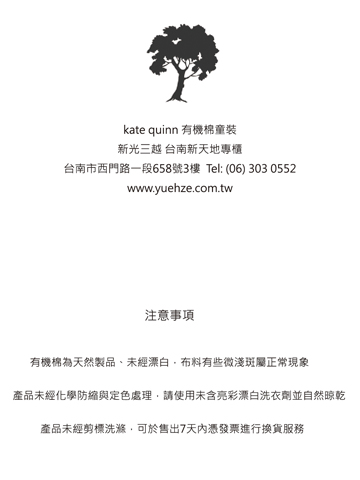 kate quinn 有機棉童裝
新光三越 台南新天地專櫃
台南市西門路一段658號3樓 Tel: (06) 303 0552
www.yuehze.com.tw
注意事項
有機棉為天然製品、未經漂白，布料有些微淺斑屬正常現象
產品未經化學防縮與定色處理，請使用未含亮彩漂白洗衣劑並自然晾乾
產品未經剪標洗滌，可於售出7天內憑發票進行換貨服務